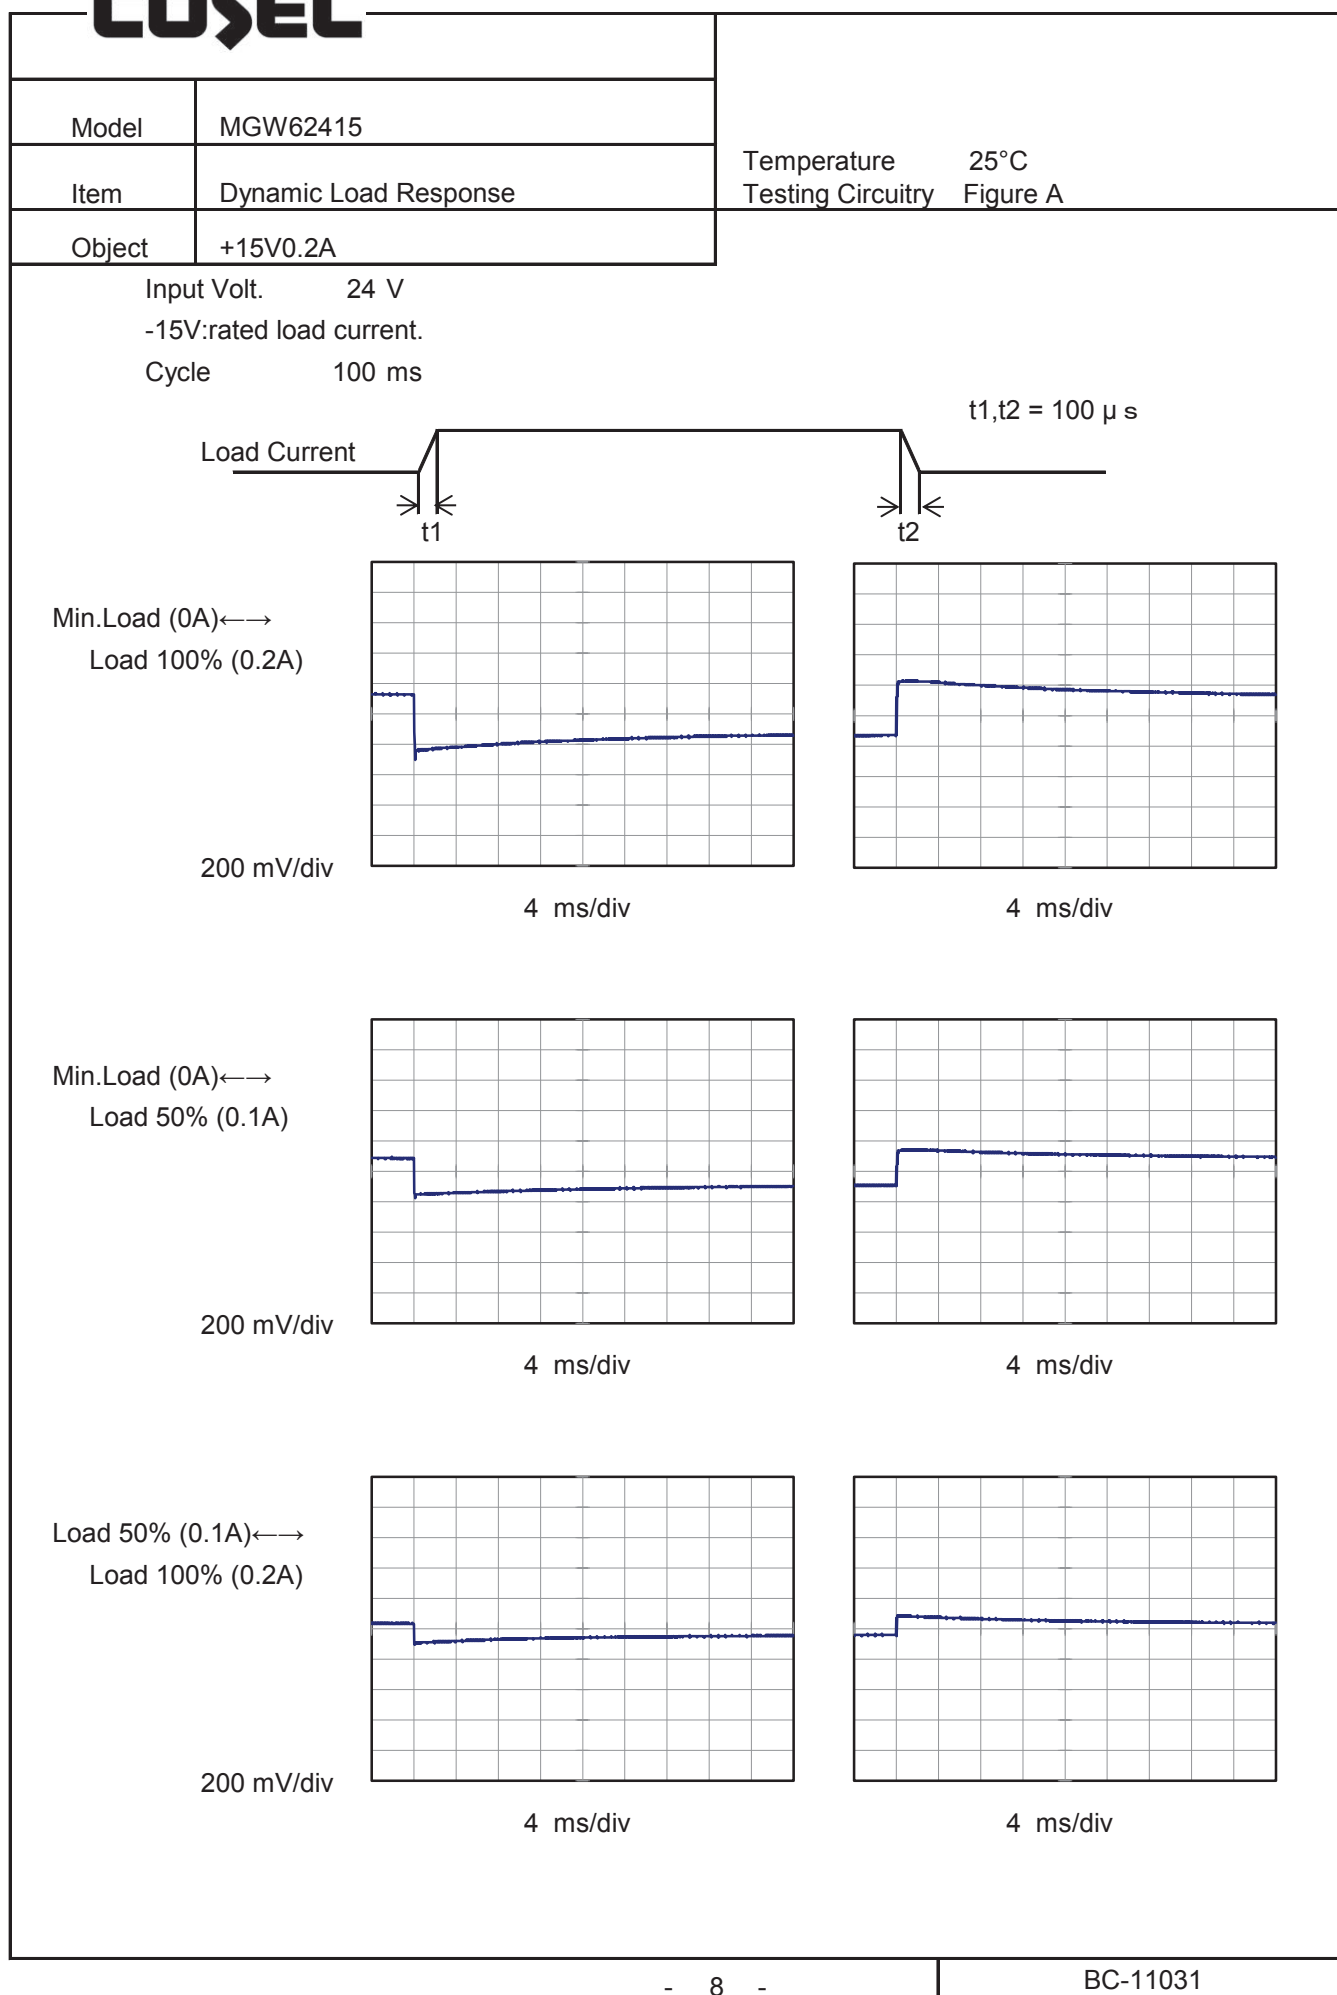 COSEL
Model MGW62415
Item Dynamic Load Response
Object +15V0.2A
Temperature 25°C
Testing Circuitry Figure A
Input Volt. 24 V
-15V:rated load current.
Cycle 100 ms
t1,t2 = 100 μ s
Load Current
t1 t2
Min.Load (0A)←→
Load 100% (0.2A)
200 mV/div
4 ms/div 4 ms/div
Min.Load (0A)←→
Load 50% (0.1A)
200 mV/div
4 ms/div 4 ms/div
Load 50% (0.1A)←→
Load 100% (0.2A)
200 mV/div
4 ms/div 4 ms/div
- 8 - BC-11031